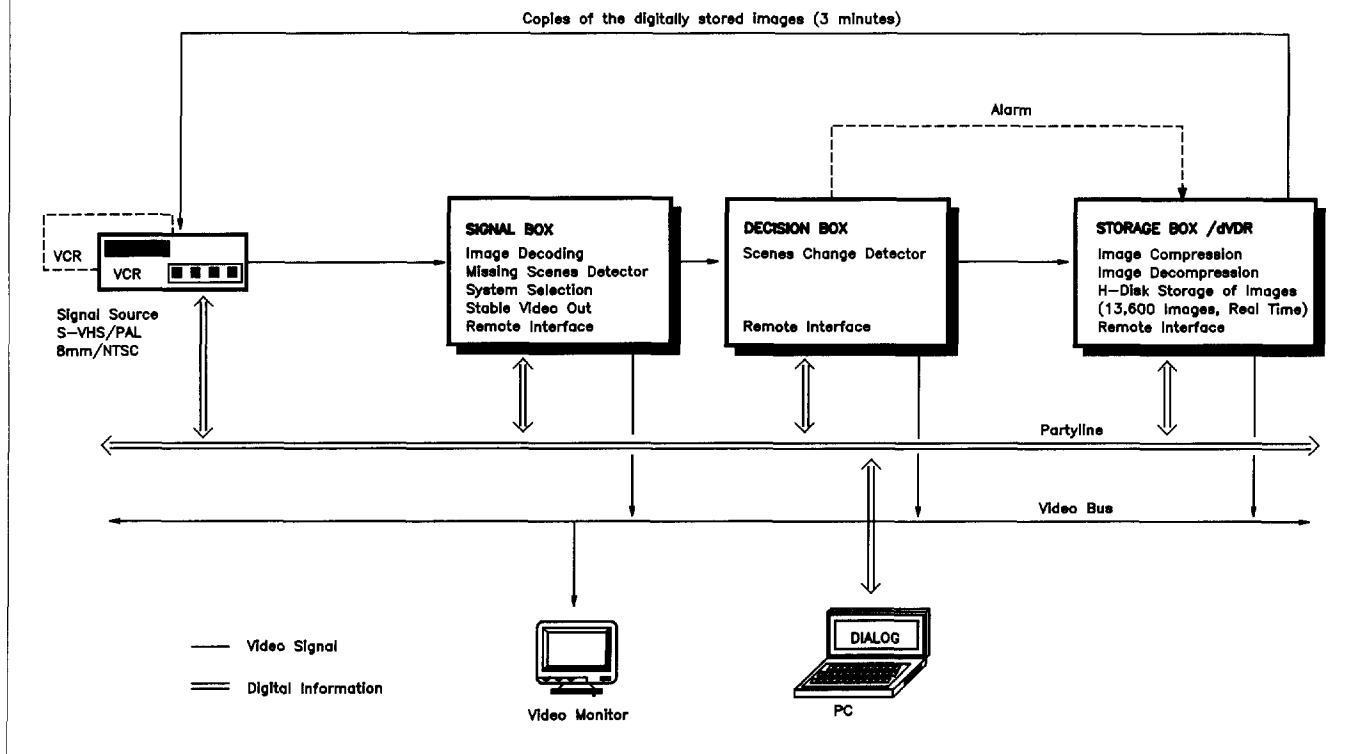 Copies of the digitally stored images (3 minutes)
Alarm
VCR
VCR
Signal Source
S-VHS/PAL
8mm/NTSC
SIGNAL BOX
Image Decoding
Missing Scenes Detector
System Selection
Stable Video Out
Remote Interface
DECISION BOX
Scenes Change Detector
Remote Interface
STORAGE BOX /dVDR
Image Compression
Image Decompression
H-Disk Storage of Images
(13,600 Images, Real Time)
Remote Interface
Partyline
Video Bus
Video Signal
Digital Information
Video Monitor
DIALOG
PC